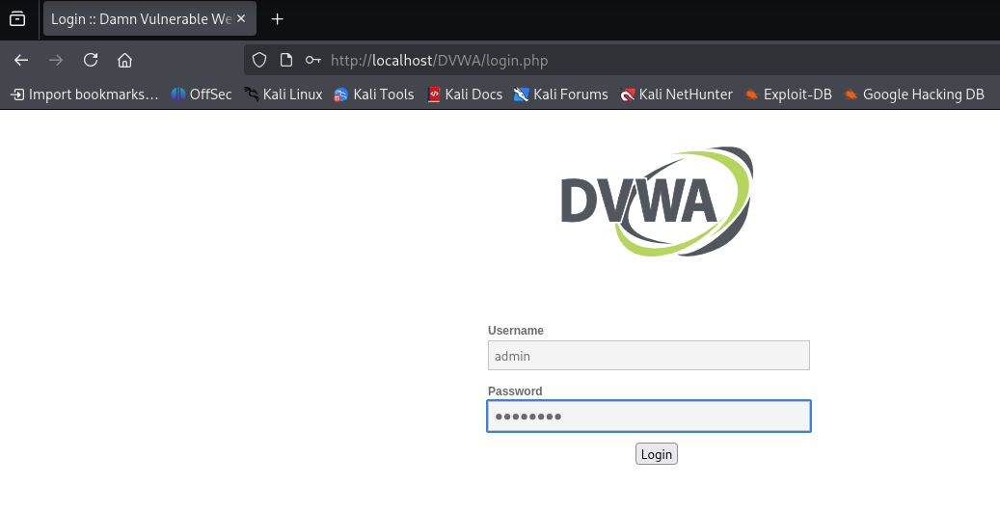 Login :: Damn Vulnerable We
http://localhost/DVWA/login.php
Import bookmarks... OffSec Kali Linux Kali Tools Kali Docs Kali Forums Kali NetHunter Exploit-DB Google Hacking DB
DVWA
Username
admin
Password
••••••••
Login